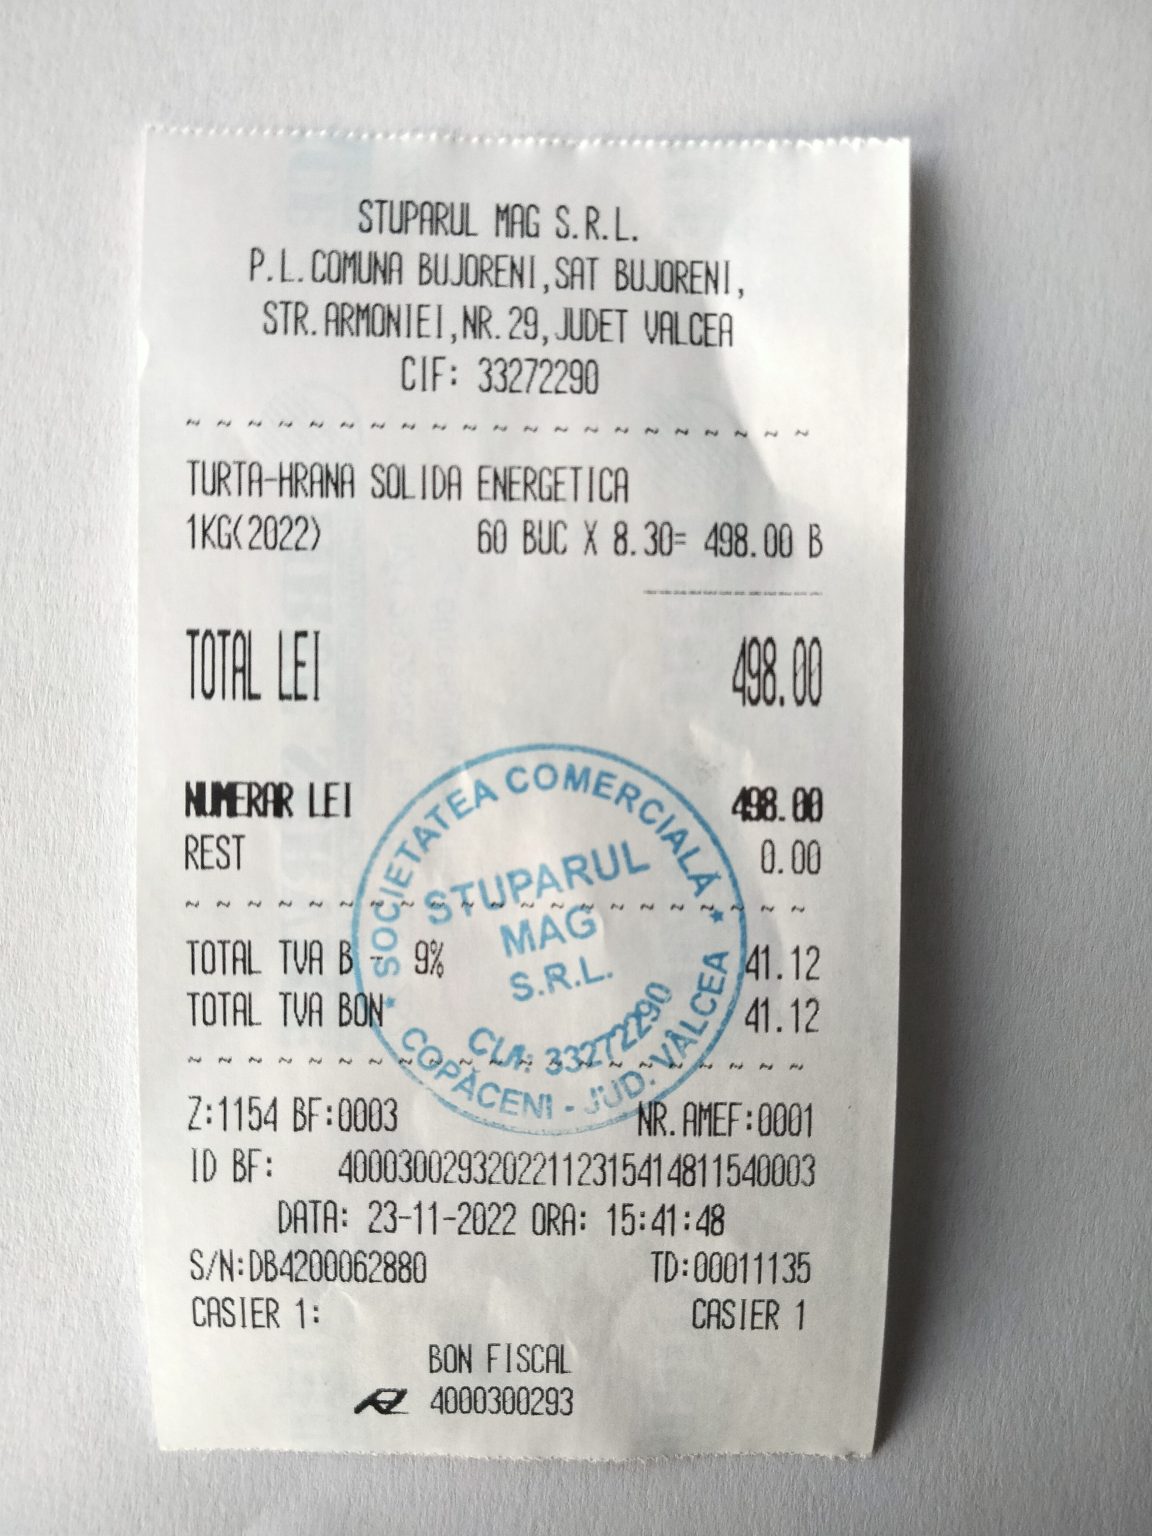 STUPARUL MAG S.R.L.
P.L.COMUNA BUJORENI,SAT BUJORENI,
STR.ARMONIEI,NR.29,JUDET VALCEA
CIF: 33272290
~ ~ ~ ~ ~ ~ ~ ~ ~ ~ ~ ~ ~ ~ ~ ~ ~ ~ ~ ~ ~
TURTA-HRANA SOLIDA ENERGETICA
1KG(2022) 60 BUC X 8.30= 498.00 B
TOTAL LEI 498.00
NUMERAR LEI 498.00
REST 0.00
~ ~ ~ ~ ~ ~ ~ ~ ~ ~ ~ ~ ~ ~ ~ ~ ~ ~ ~ ~ ~
TOTAL TVA B - 9% 41.12
TOTAL TVA BON 41.12
~ ~ ~ ~ ~ ~ ~ ~ ~ ~ ~ ~ ~ ~ ~ ~ ~ ~ ~ ~ ~
Z:1154 BF:0003 NR.AMEF:0001
ID BF: 40003002932022112315414811540003
DATA: 23-11-2022 ORA: 15:41:48
S/N:DB4200062880 TD:00011135
CASIER 1: CASIER 1
BON FISCAL
4000300293
* SOCIETATEA COMERCIALĂ *
STUPARUL
MAG
S.R.L.
CUI: 33272290
COPĂCENI - JUD. VÂLCEA